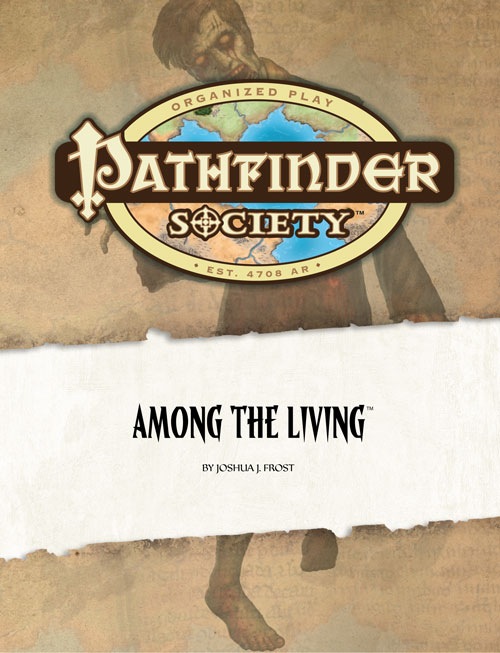 ORGANIZED PLAY
PATHFINDER
SOCIETY™
• EST. 4708 AR •
AMONG THE LIVING™
BY JOSHUA J. FROST